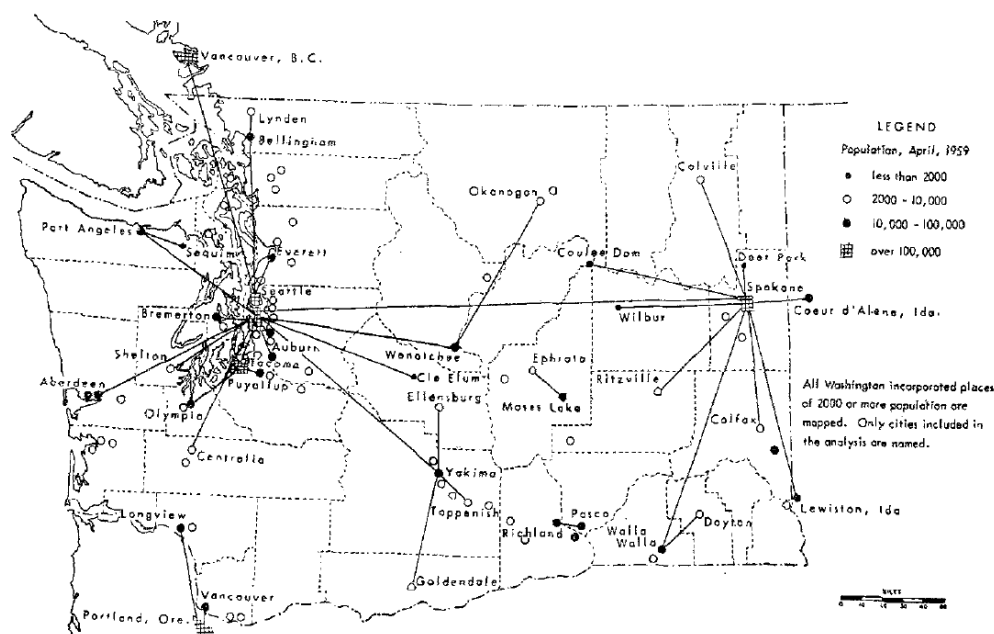 Vancouver, B.C.
Lynden
Bellingham
LEGEND
Population, April, 1959
less than 2000
2000 - 10,000
10,000 - 100,000
over 100,000
Colville
Okanogan
Port Angeles
Sequim
Everett
Coulee Dam
Deer Park
Spokane
Seattle
Bremerton
Wilbur
Coeur d'Alene, Ida.
Auburn
Wenatchee
Shelton
Tacoma
Ephrata
Cle Elum
Puyallup
Ritzville
Aberdeen
Ellensburg
Moses Lake
All Washington incorporated places
of 2000 or more population are
mapped. Only cities included in
the analysis are named.
Olympia
Colfax
Centralia
Yakima
Toppenish
Lewiston, Ida
Longview
Pasco
Dayton
Richland
Walla
Walla
Goldendale
Vancouver
Portland, Ore.
MILES